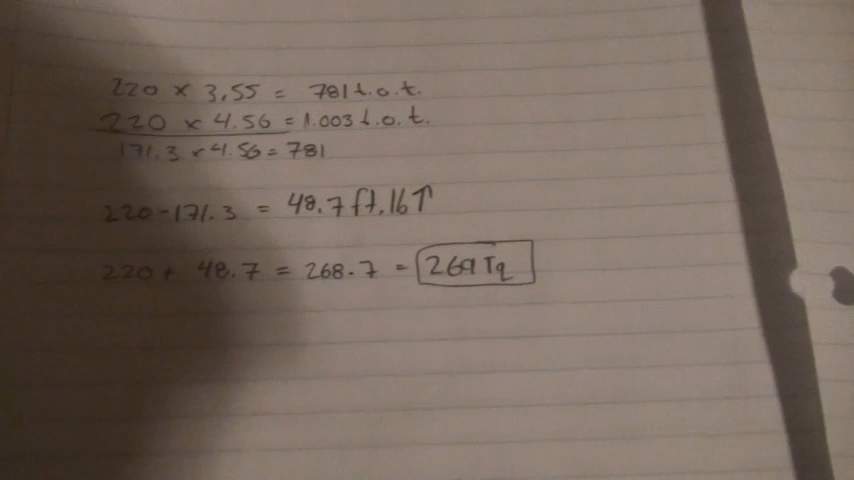 220 x 3.55 = 781 t.o.t.
220 x 4.56 = 1.003 t.o.t.
171.3 x 4.56 = 781
220-171.3 = 48.7 ft.lb ↑
220 + 48.7 = 268.7 = 269 Tq